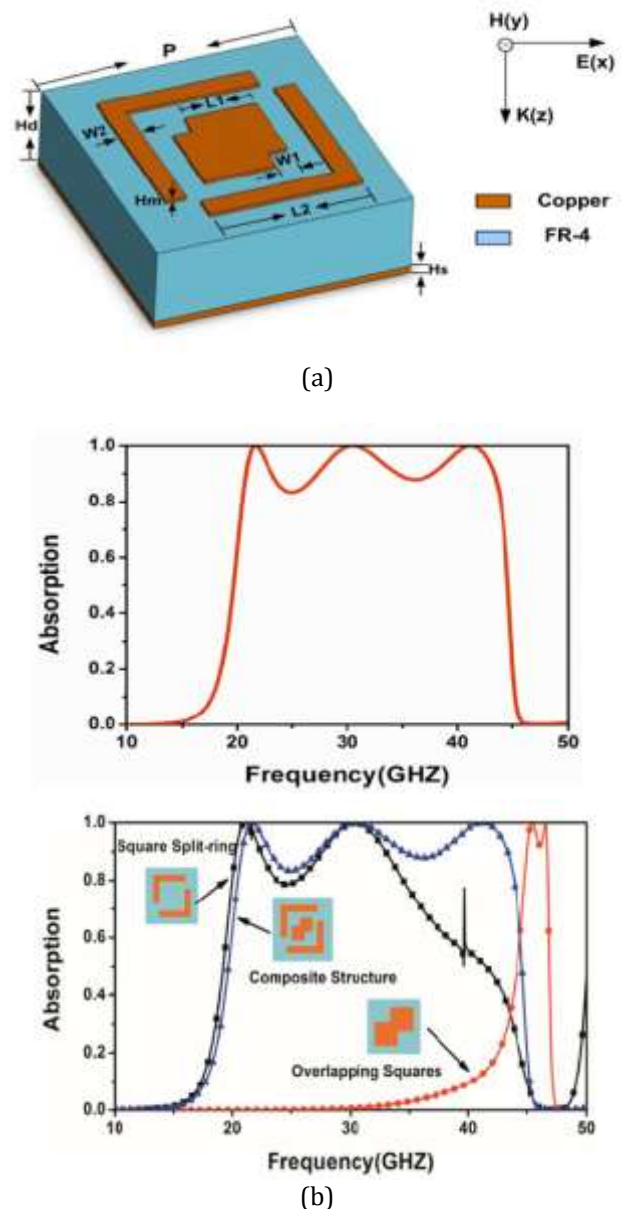 P
H(y)
E(x)
K(z)
Hd
W2
L1
W1
Hm
L2
Hs
Copper
FR-4
(a)
1.0
0.8
0.6
0.4
0.2
0.0
Absorption
10 20 30 40 50
Frequency(GHZ)
1.0
0.8
0.6
0.4
0.2
0.0
Absorption
Square Split-ring
Composite Structure
Overlapping Squares
10 20 30 40 50
Frequency(GHZ)
(b)